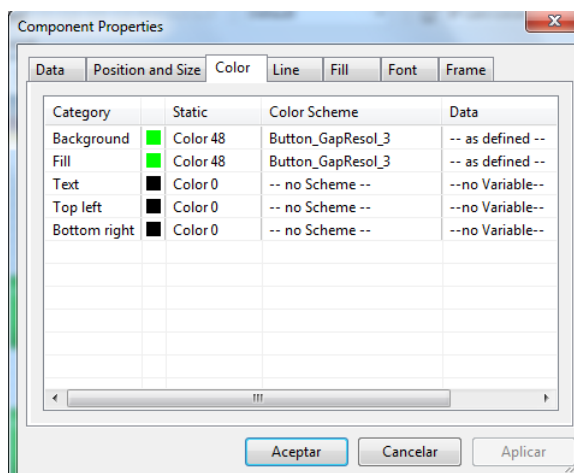 Component Properties
Data Position and Size Color Line Fill Font Frame
Category Static Color Scheme Data
Background Color 48 Button_GapResol_3 -- as defined --
Fill Color 48 Button_GapResol_3 -- as defined --
Text Color 0 -- no Scheme -- --no Variable--
Top left Color 0 -- no Scheme -- --no Variable--
Bottom right Color 0 -- no Scheme -- --no Variable--
Aceptar Cancelar Aplicar